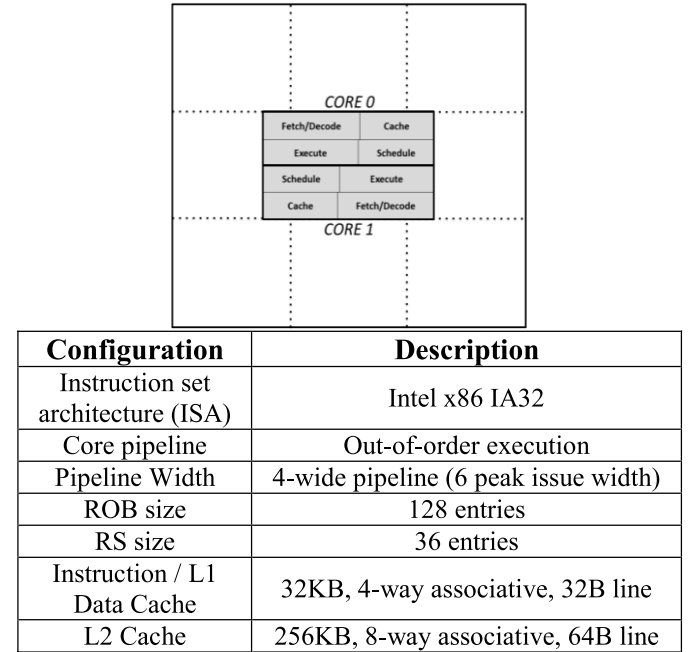 CORE 0
Fetch/Decode Cache
Execute Schedule
Schedule Execute
Cache Fetch/Decode
CORE 1
Configuration Description
Instruction set
architecture (ISA) Intel x86 IA32
Core pipeline Out-of-order execution
Pipeline Width 4-wide pipeline (6 peak issue width)
ROB size 128 entries
RS size 36 entries
Instruction / L1
Data Cache 32KB, 4-way associative, 32B line
L2 Cache 256KB, 8-way associative, 64B line